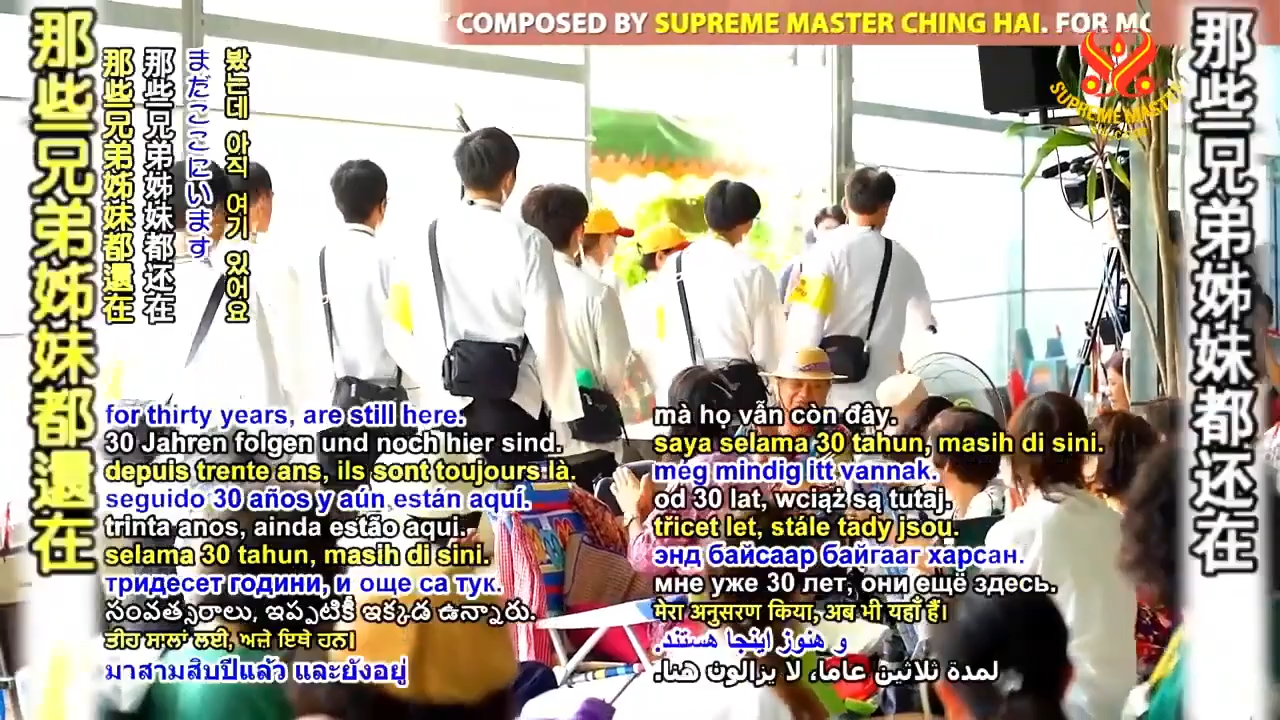 COMPOSED BY SUPREME MASTER CHING HAI. FOR MO
SUPREME MASTER
那些兄弟姊妹都還在
那些兄弟姊妹都還在
那些兄弟姊妹都还在
まだここにいます
봤는데 아직 여기 있어요
那些兄弟姊妹都还在
for thirty years, are still here.
30 Jahren folgen und noch hier sind.
depuis trente ans, ils sont toujours là.
seguido 30 años y aún están aquí.
trinta anos, ainda estão aqui.
selama 30 tahun, masih di sini.
тридесет години, и още са тук.
సంవత్సరాలు, ఇప్పటికీ ఇక్కడ ఉన్నారు.
ਤੀਹ ਸਾਲਾਂ ਲਈ, ਅਜੇ ਇਥੇ ਹਨ।
มาสามสิบปีแล้ว และยังอยู่
mà họ vẫn còn đây.
saya selama 30 tahun, masih di sini.
még mindig itt vannak.
od 30 lat, wciąż są tutaj.
třicet let, stále tady jsou.
энд байсаар байгааг харсан.
мне уже 30 лет, они ещё здесь.
मेरा अनुसरण किया, अब भी यहाँ हैं।
و هنوز اینجا هستند.
لمدة ثلاثين عاما، لا يزالون هنا.